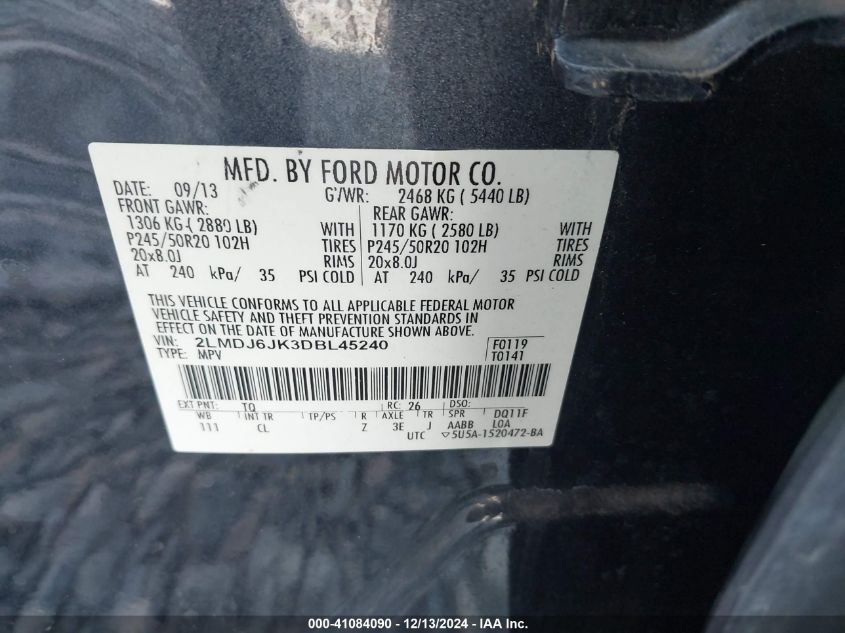 MFD. BY FORD MOTOR CO.
DATE: 09/13 GVWR: 2468 KG ( 5440 LB)
FRONT GAWR: REAR GAWR:
1306 KG ( 2880 LB) WITH 1170 KG ( 2580 LB) WITH
P245/50R20 102H TIRES P245/50R20 102H TIRES
20x8.0J RIMS 20x8.0J RIMS
AT 240 kPa/ 35 PSI COLD AT 240 kPa/ 35 PSI COLD
THIS VEHICLE CONFORMS TO ALL APPLICABLE FEDERAL MOTOR
VEHICLE SAFETY AND THEFT PREVENTION STANDARDS IN
EFFECT ON THE DATE OF MANUFACTURE SHOWN ABOVE.
VIN: 2LMDJ6JK3DBL45240 F0119
TYPE: MPV T0141
EXT PNT: TQ RC: 26 DSO:
WB INT TR TP/PS R AXLE TR SPR DQ11F
111 CL Z 3E J AABB LOA
UTC ▽5U5A-1520472-BA
000-41084090 - 12/13/2024 - IAA Inc.